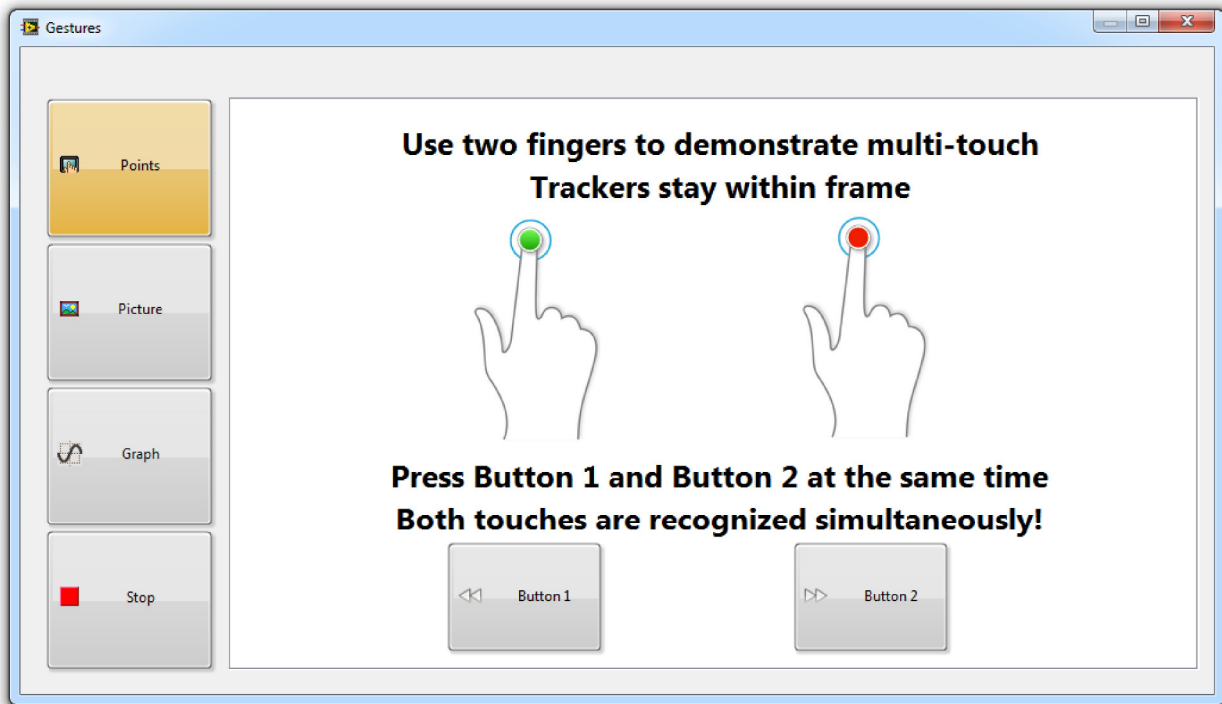 Gestures
Points
Picture
Graph
Stop
Use two fingers to demonstrate multi-touch
Trackers stay within frame
Press Button 1 and Button 2 at the same time
Both touches are recognized simultaneously!
Button 1
Button 2